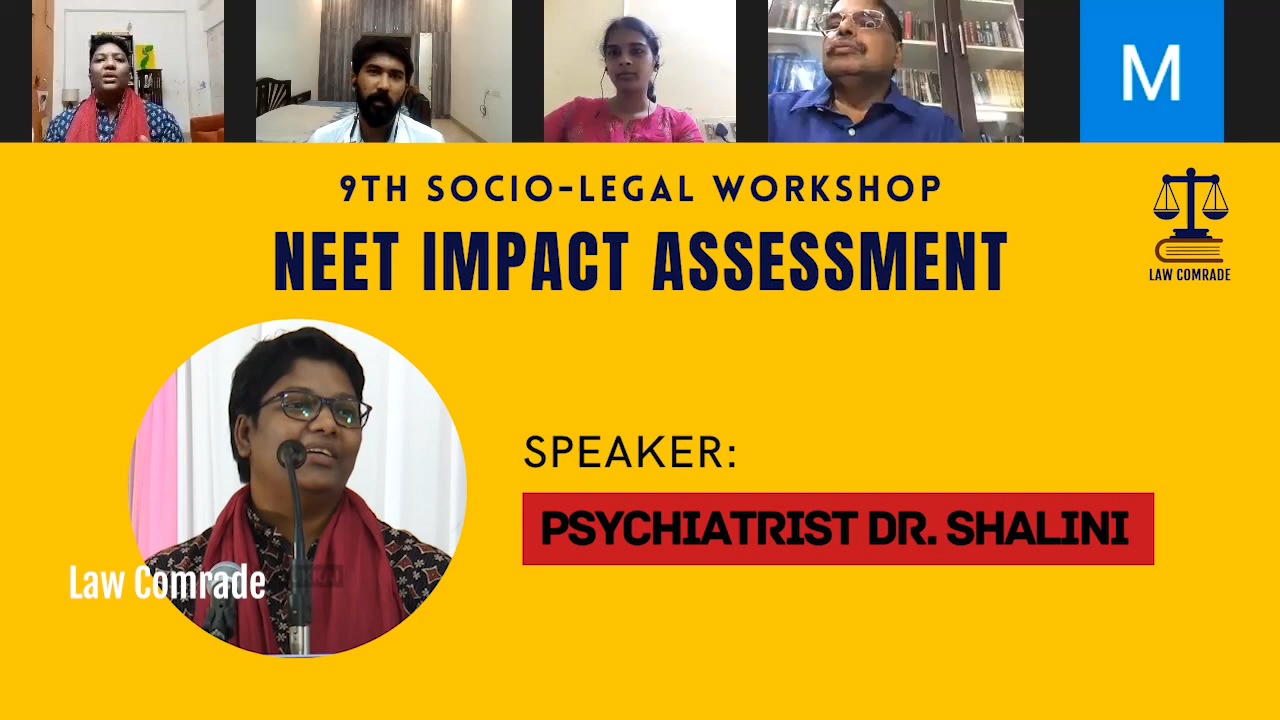 M
9TH SOCIO-LEGAL WORKSHOP
NEET IMPACT ASSESSMENT
LAW COMRADE
SPEAKER:
PSYCHIATRIST DR. SHALINI
Law Comrade